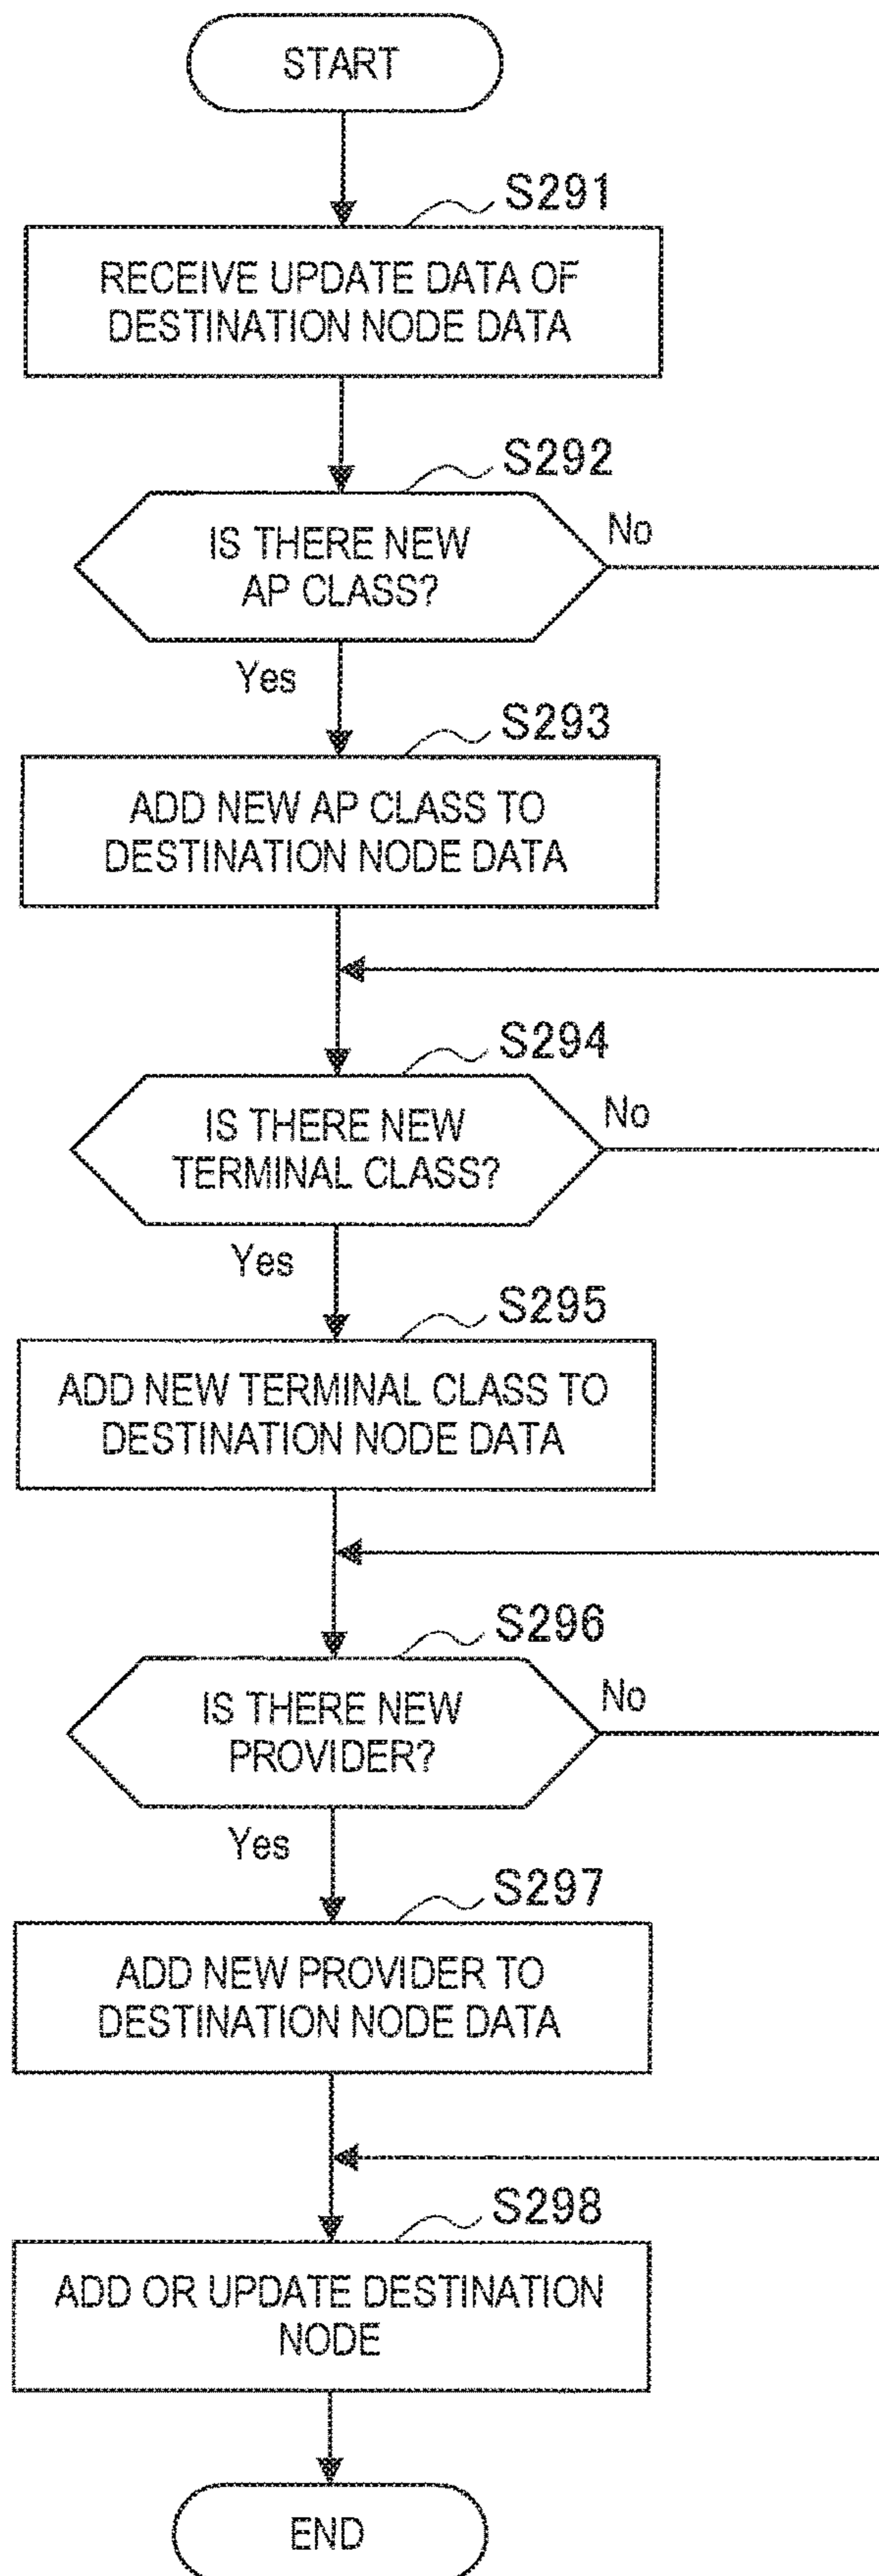 START
S291
RECEIVE UPDATE DATA OF
DESTINATION NODE DATA
S292
IS THERE NEW
AP CLASS?
No
Yes
S293
ADD NEW AP CLASS TO
DESTINATION NODE DATA
S294
IS THERE NEW
TERMINAL CLASS?
No
Yes
S295
ADD NEW TERMINAL CLASS TO
DESTINATION NODE DATA
S296
IS THERE NEW
PROVIDER?
No
Yes
S297
ADD NEW PROVIDER TO
DESTINATION NODE DATA
S298
ADD OR UPDATE DESTINATION
NODE
END